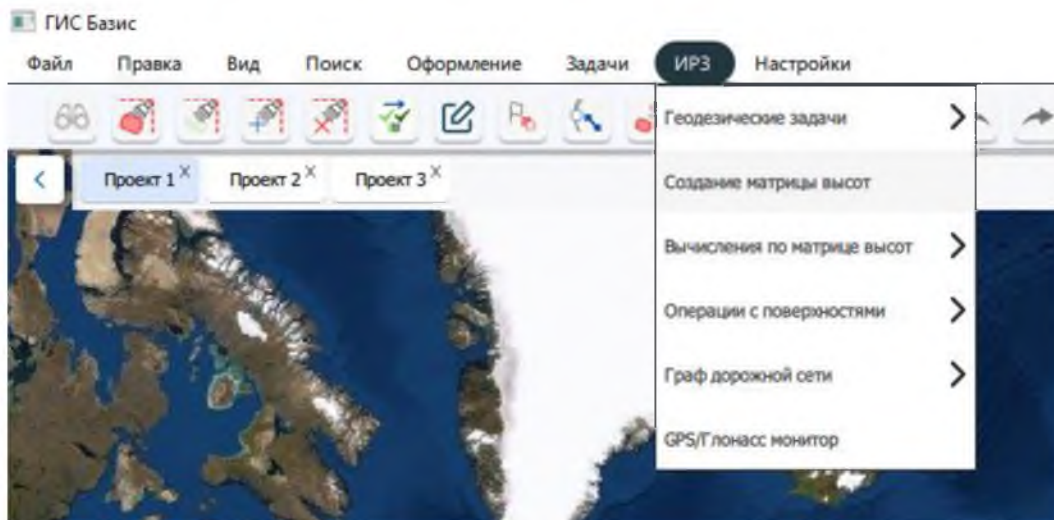 ГИС Базис
Файл Правка Вид Поиск Оформление Задачи ИРЗ Настройки
Проект 1 X Проект 2 X Проект 3 X
Геодезические задачи
Создание матрицы высот
Вычисления по матрице высот
Операции с поверхностями
Граф дорожной сети
GPS/Глонасс монитор